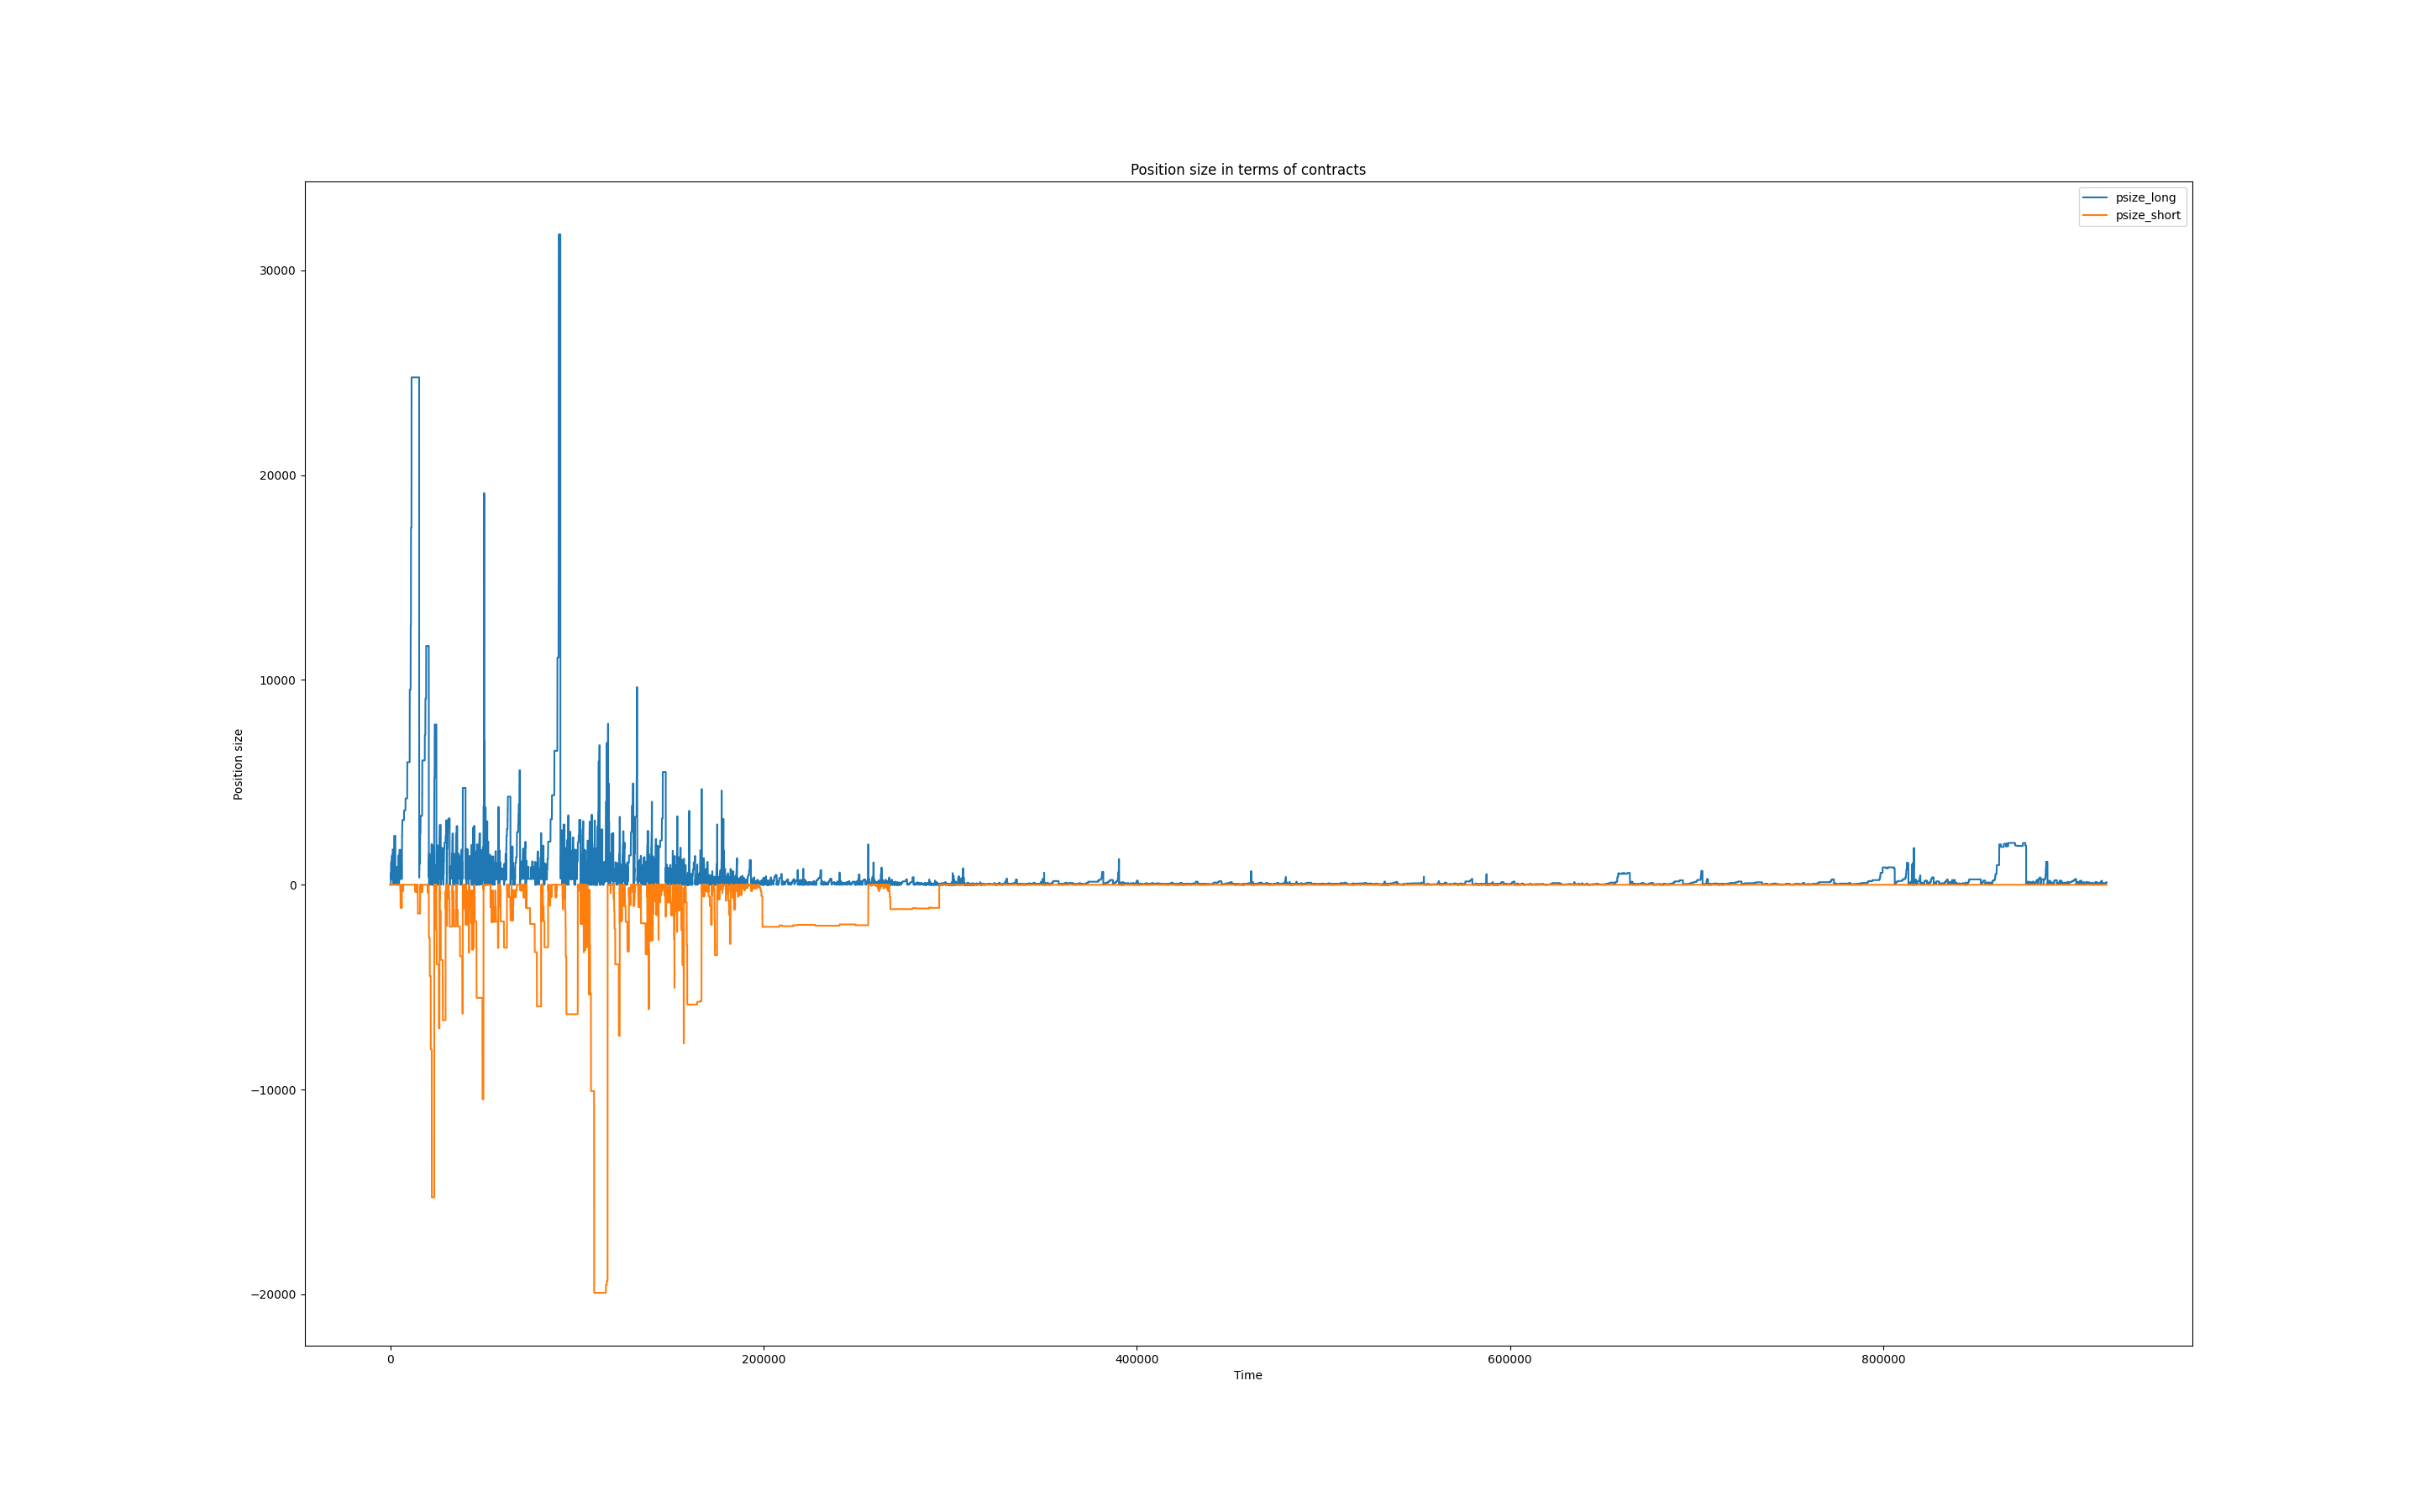 Position size in terms of contracts
psize_long
psize_short
30000
20000
10000
0
−10000
−20000
Position size
0
200000
400000
600000
800000
Time